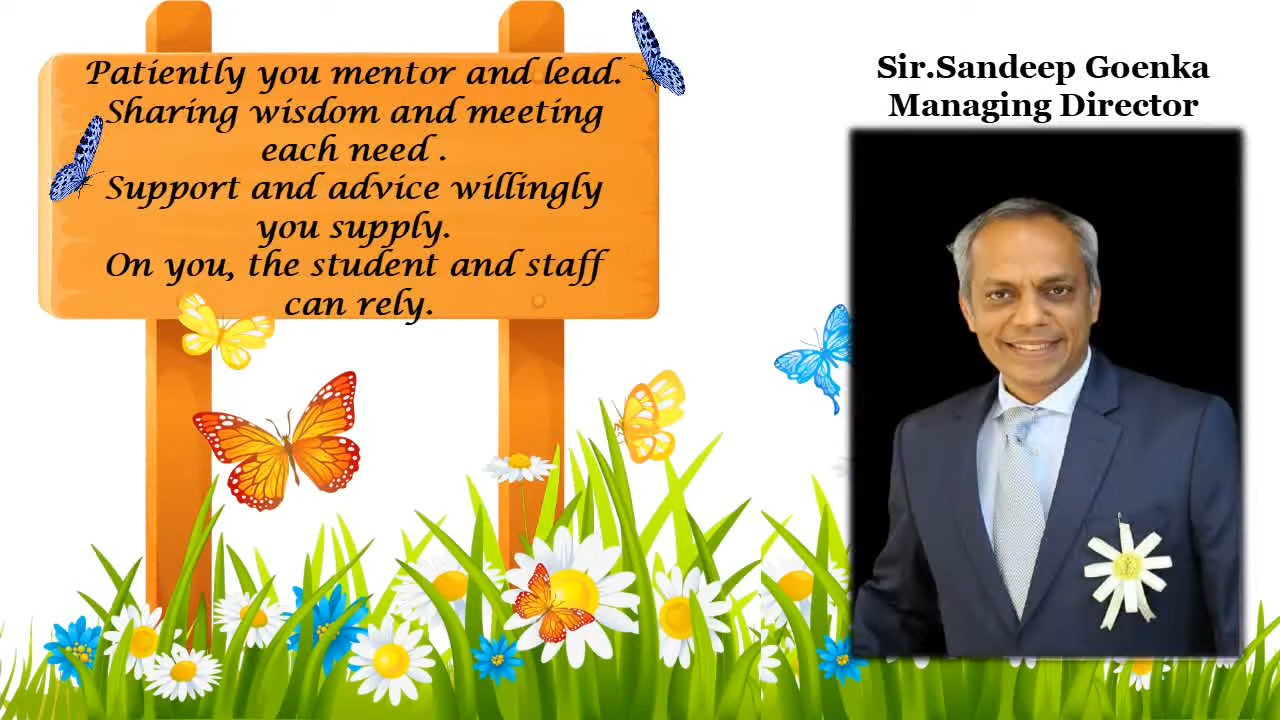 Patiently you mentor and lead.
Sharing wisdom and meeting
each need .
Support and advice willingly
you supply.
On you, the student and staff
can rely.
Sir.Sandeep Goenka
Managing Director